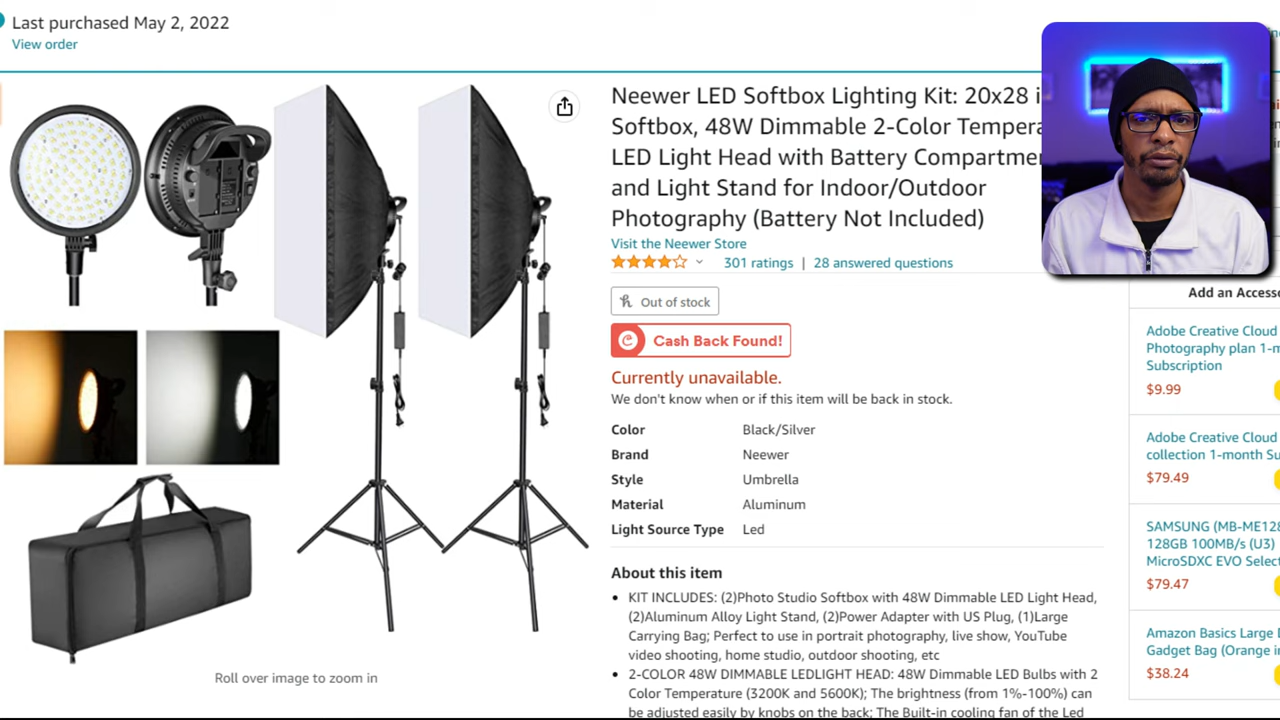 Last purchased May 2, 2022
View order
Neewer LED Softbox Lighting Kit: 20x28
Softbox, 48W Dimmable 2-Color
LED Light Head with Battery
and Light Stand for Indoor/Outdoor
Photography (Battery Not Included)
Visit the Neewer Store
301 ratings | 28 answered questions
Out of stock
Cash Back Found!
Currently unavailable.
We don't know when or if this item will be back in stock.
Color Black/Silver
Brand Neewer
Style Umbrella
Material Aluminum
Light Source Type Led
About this item
• KIT INCLUDES: (2)Photo Studio Softbox with 48W Dimmable LED Light Head,
(2)Aluminum Alloy Light Stand, (2)Power Adapter with US Plug, (1)Large
Carrying Bag; Perfect to use in portrait photography, live show, YouTube
video shooting, home studio, outdoor shooting, etc
• 2-COLOR 48W DIMMABLE LEDLIGHT HEAD: 48W Dimmable LED Bulbs with 2
Color Temperature (3200K and 5600K); The brightness (from 1%-100%) can
be adjusted easily by knobs on the back; The Built-in cooling fan of the Led
Roll over image to zoom in
Add an
Adobe Creative Cloud
Photography plan 1-m
Subscription
$9.99
Adobe Creative Cloud
collection 1-month
$79.49
SAMSUNG (MB-ME128
128GB 100MB/s (U3)
MicroSDXC EVO Select
$79.47
Amazon Basics Large
Gadget Bag (Orange
$38.24